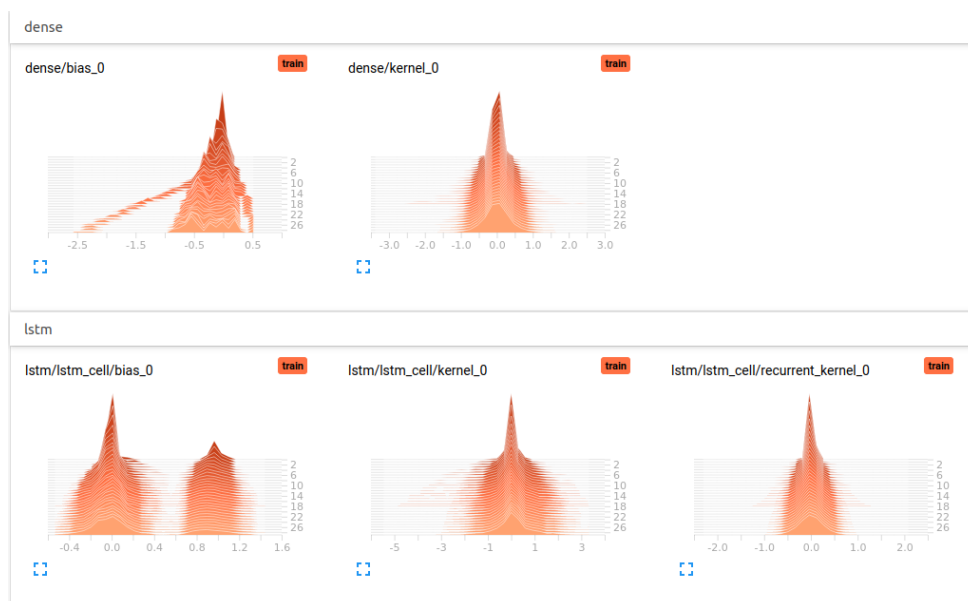 dense
dense/bias_0
train
2
6
10
14
18
22
26
-2.5 -1.5 -0.5 0.5
dense/kernel_0
train
2
6
10
14
18
22
26
-3.0 -2.0 -1.0 0.0 1.0 2.0 3.0
lstm
lstm/lstm_cell/bias_0
train
2
6
10
14
18
22
26
-0.4 0.0 0.4 0.8 1.2 1.6
lstm/lstm_cell/kernel_0
train
2
6
10
14
18
22
26
-5 -3 -1 1 3
lstm/lstm_cell/recurrent_kernel_0
train
2
6
10
14
18
22
26
-2.0 -1.0 0.0 1.0 2.0